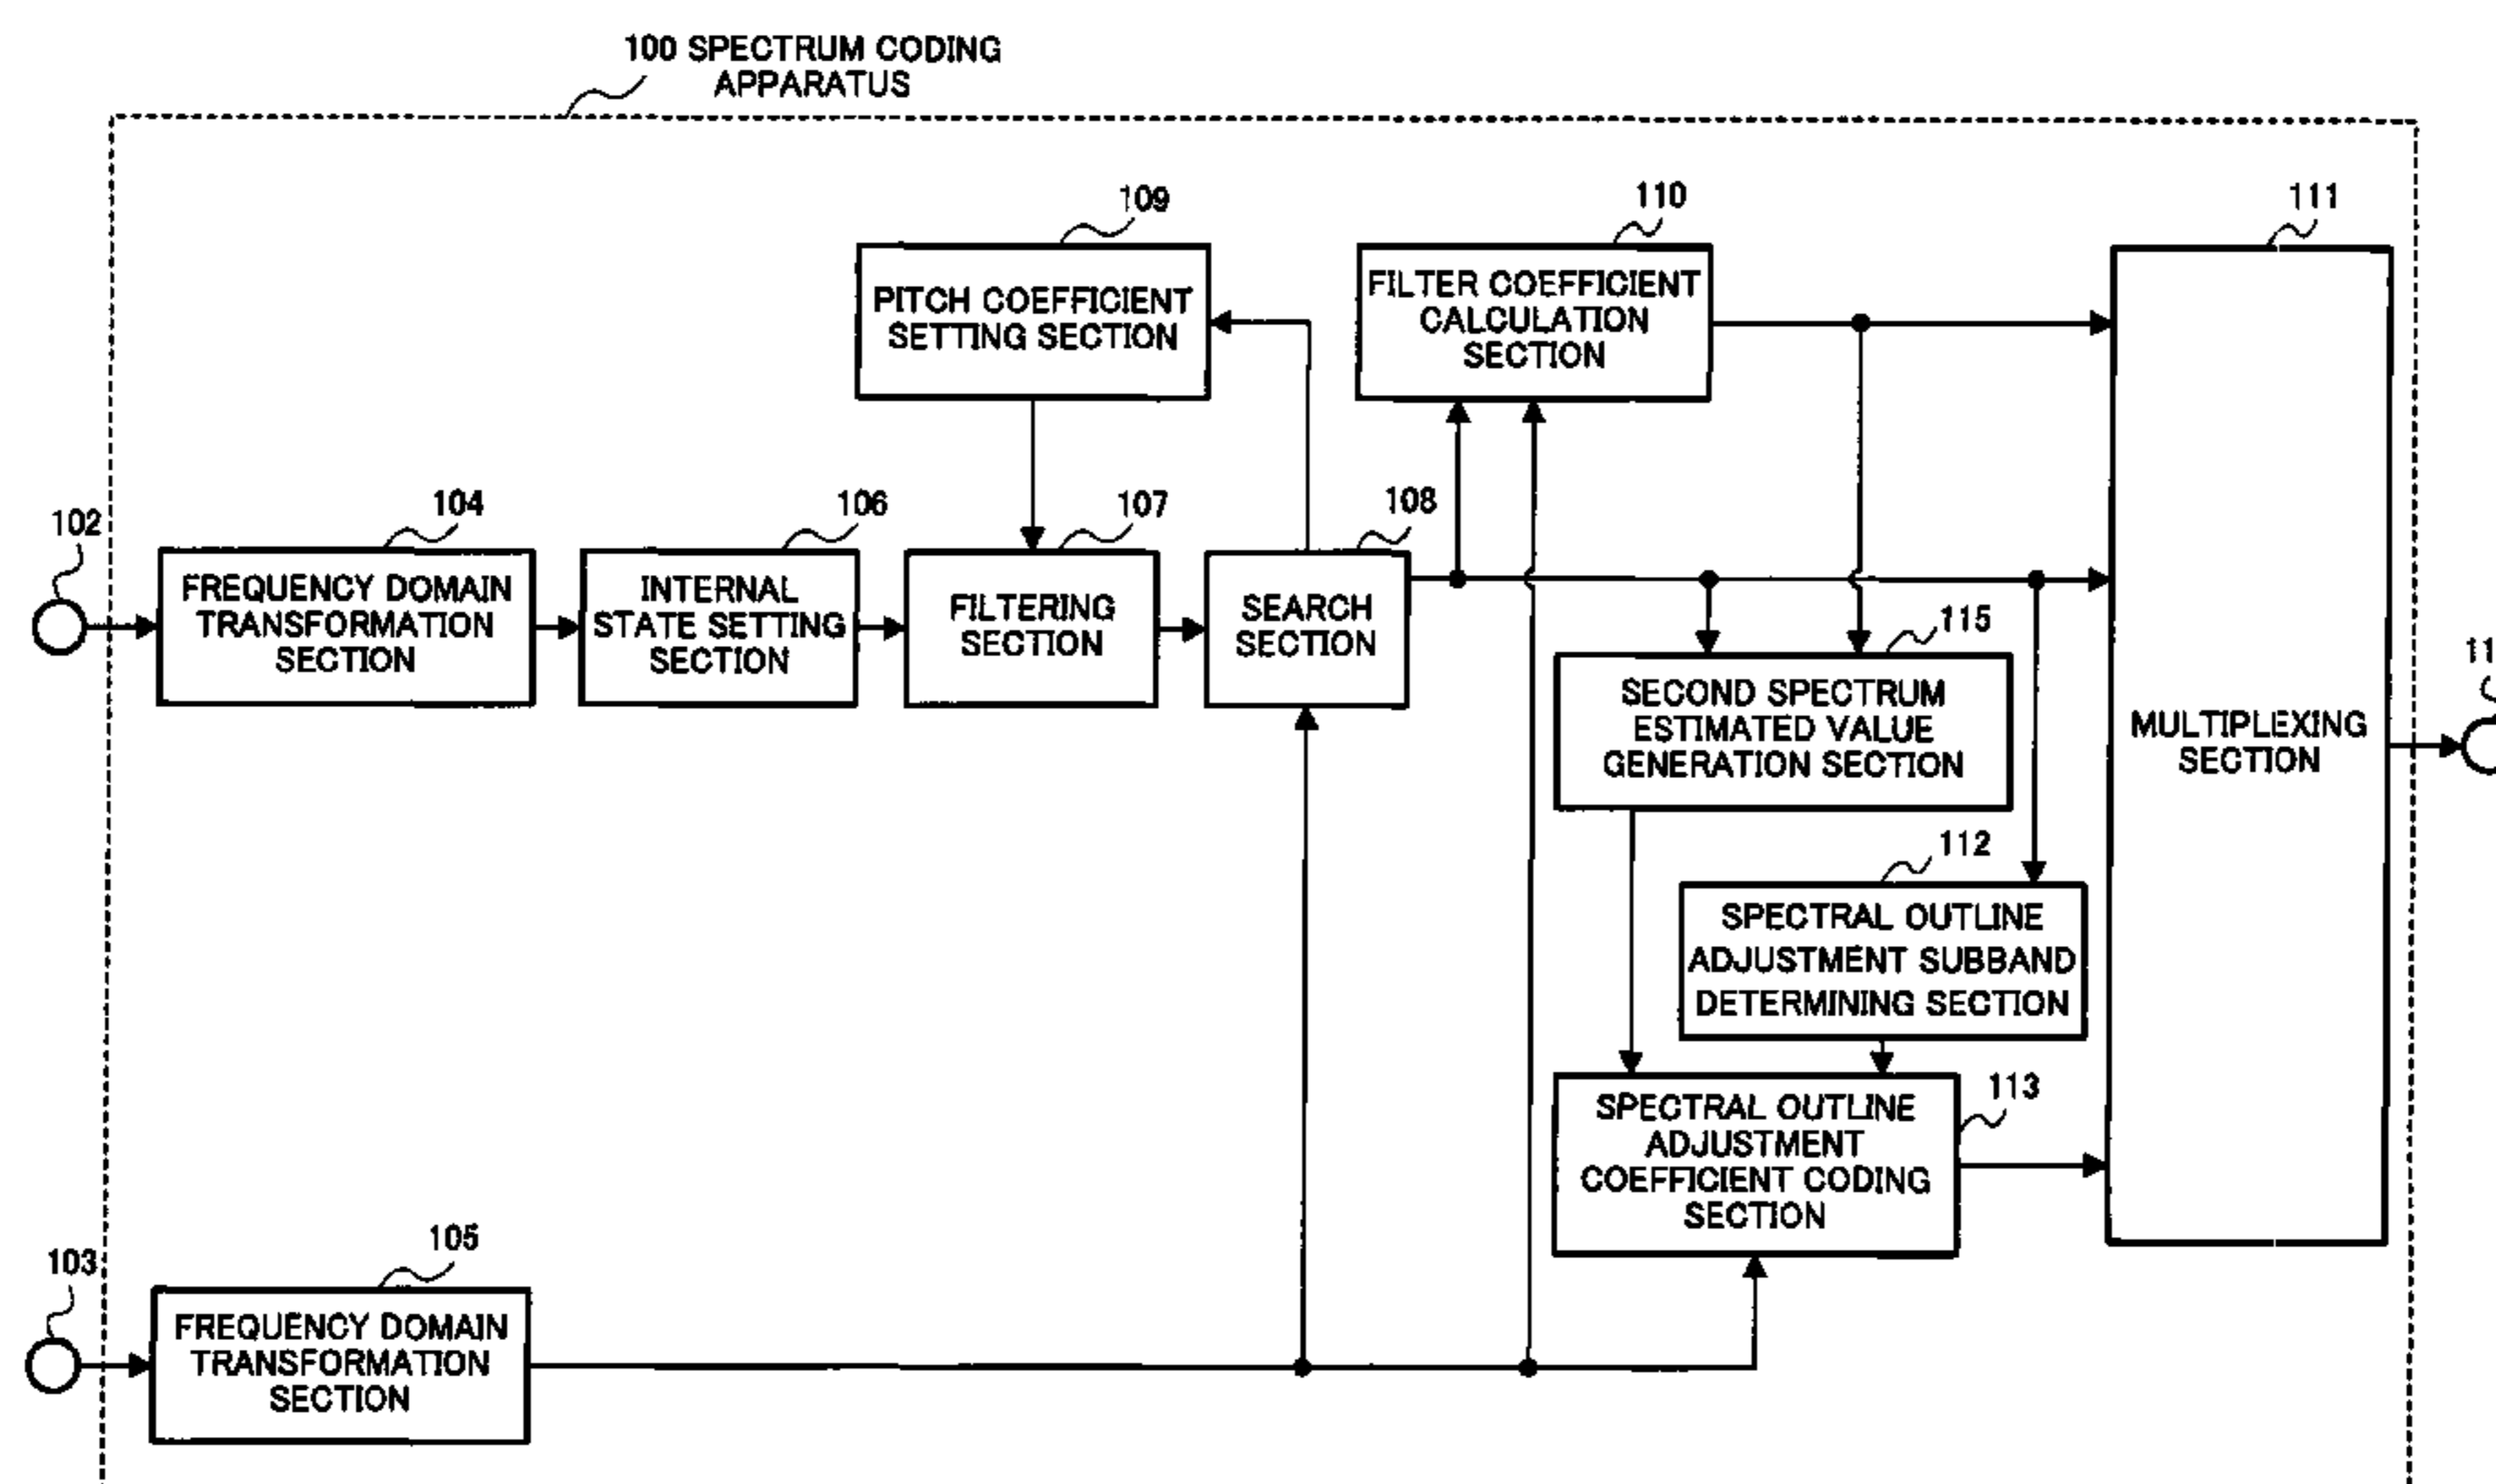 100 SPECTRUM CODING
APPARATUS
109
110
111
PITCH COEFFICIENT
SETTING SECTION
FILTER COEFFICIENT
CALCULATION
SECTION
102
104
106
107
108
FREQUENCY DOMAIN
TRANSFORMATION
SECTION
INTERNAL
STATE SETTING
SECTION
FILTERING
SECTION
SEARCH
SECTION
115
SECOND SPECTRUM
ESTIMATED VALUE
GENERATION SECTION
MULTIPLEXING
SECTION
11
112
SPECTRAL OUTLINE
ADJUSTMENT SUBBAND
DETERMINING SECTION
113
SPECTRAL OUTLINE
ADJUSTMENT
COEFFICIENT CODING
SECTION
103
105
FREQUENCY DOMAIN
TRANSFORMATION
SECTION